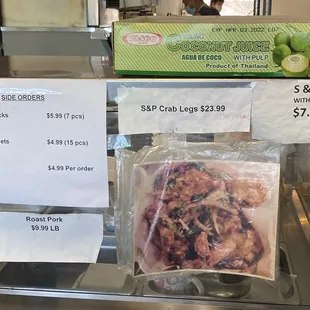 EXP APR 03 2022
COCONUT JUICE
AGUA DE COCO WITH PULP
Product of Thailand
SIDE ORDERS
cks $5.99 (7 pcs)
ets $4.99 (15 pcs)
$4.99 Per order
S&P Crab Legs $23.99
S &
WITH
$7.
Roast Pork
$9.99 LB